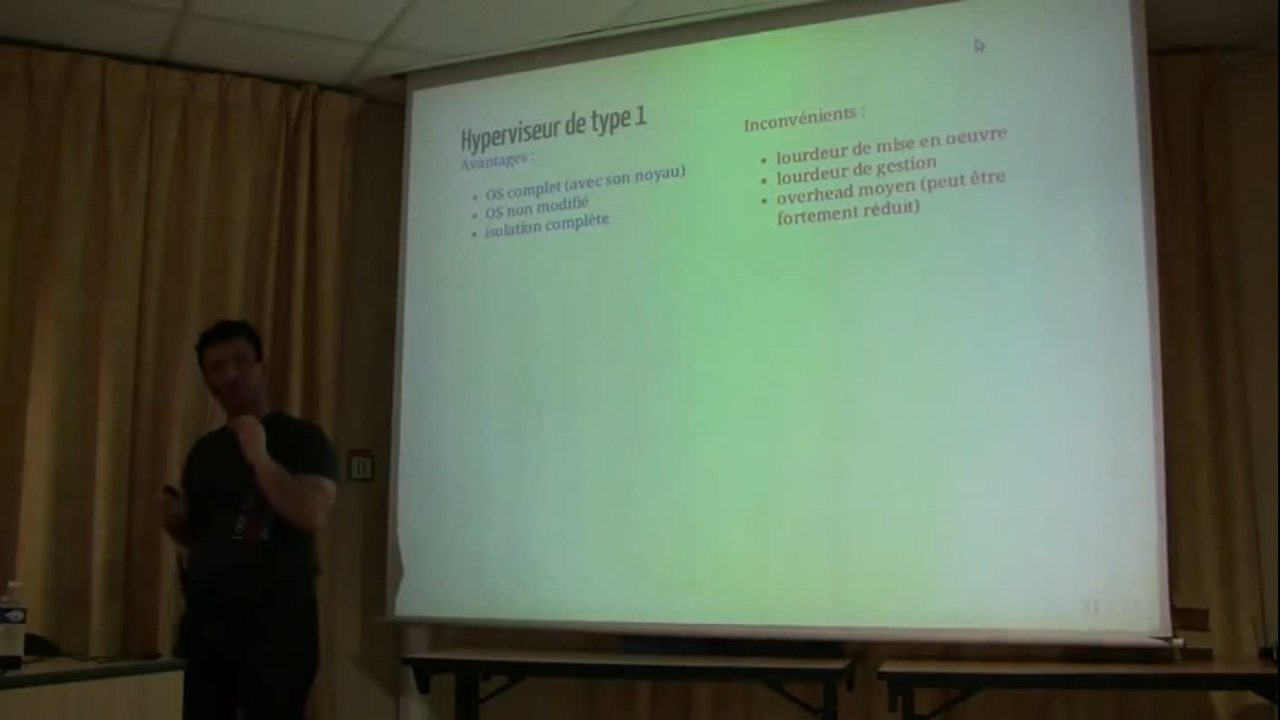 Hyperviseur de type 1
Avantages :
• OS complet (avec son noyau)
• OS non modifié
• isolation complète
Inconvénients :
• lourdeur de mise en oeuvre
• lourdeur de gestion
• overhead moyen (peut être
fortement réduit)